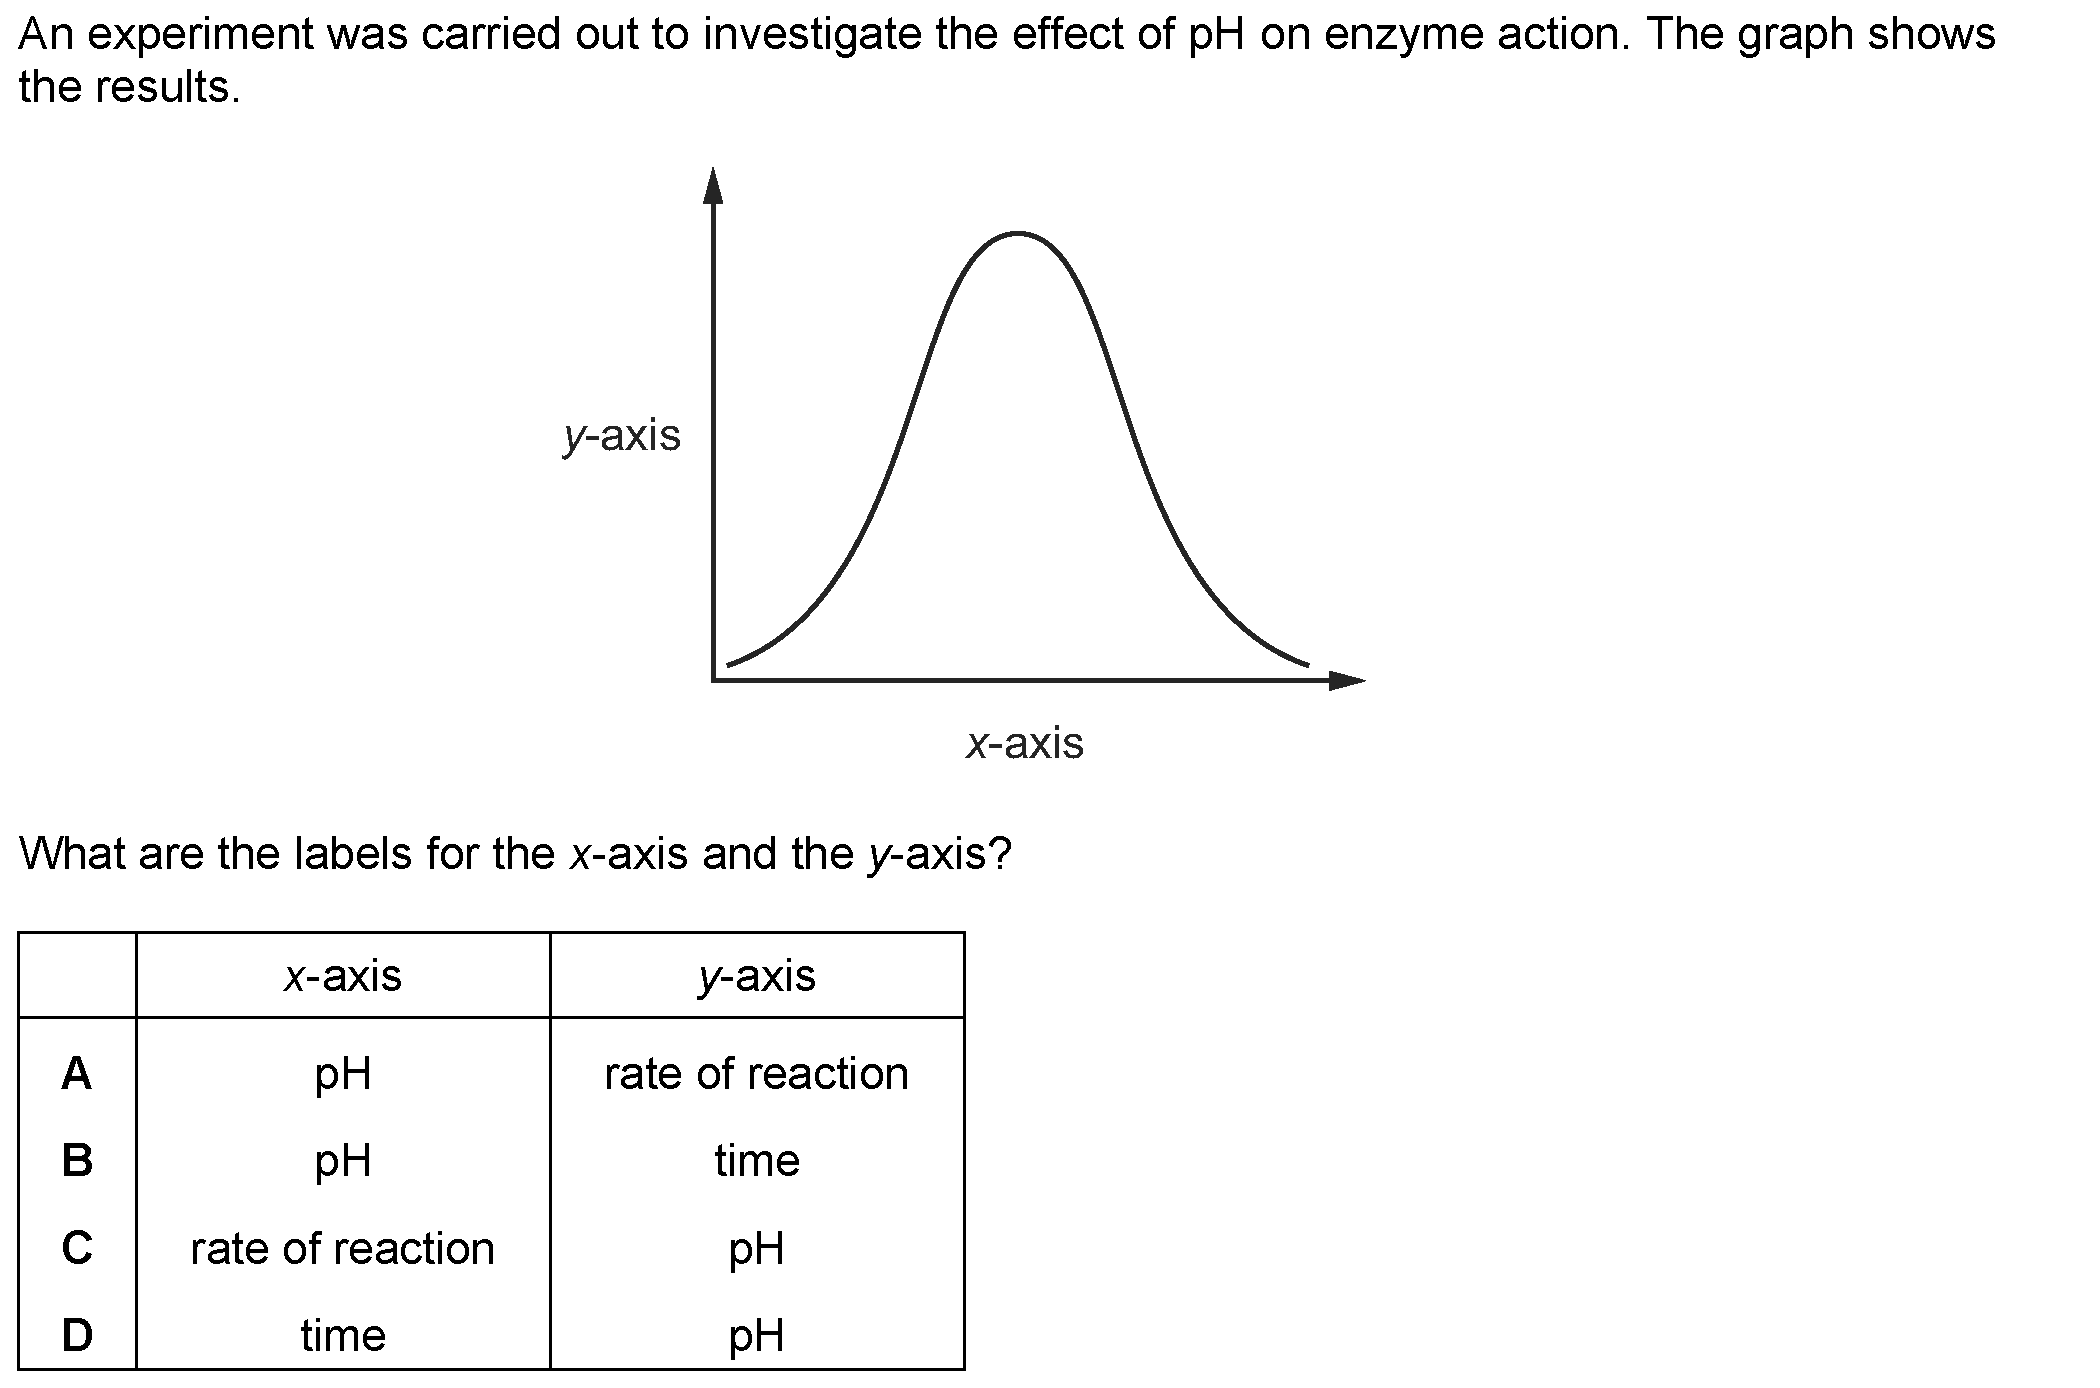 An experiment was carried out to investigate the effect of pH on enzyme action. The graph shows
the results.
y-axis
x-axis
What are the labels for the x-axis and the y-axis?
x-axis y-axis
A pH rate of reaction
B pH time
C rate of reaction pH
D time pH